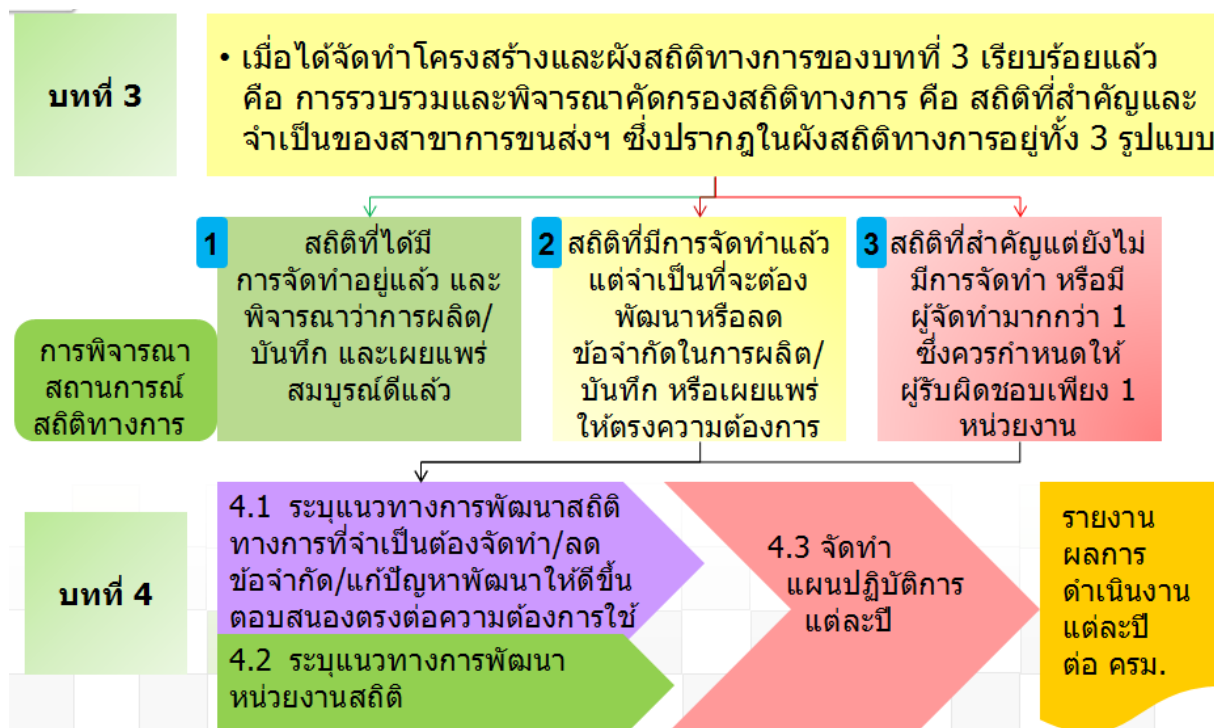 บทที่ 3
• เมื่อได้จัดทำโครงสร้างและผังสถิติทางการของบทที่ 3 เรียบร้อยแล้ว
คือ การรวบรวมและพิจารณาคัดกรองสถิติทางการ คือ สถิติที่สำคัญและ
จำเป็นของสาขาการขนส่งฯ ซึ่งปรากฎในผังสถิติทางการอยู่ทั้ง 3 รูปแบบ
การพิจารณา
สถานการณ์
สถิติทางการ
1
สถิติที่ได้มี
การจัดทำอยู่แล้ว และ
พิจารณาว่าการผลิต/
บันทึก และเผยแพร่
สมบูรณ์ดีแล้ว
2
สถิติที่มีการจัดทำแล้ว
แต่จำเป็นที่จะต้อง
พัฒนาหรือลด
ข้อจำกัดในการผลิต/
บันทึก หรือเผยแพร่
ให้ตรงความต้องการ
3
สถิติที่สำคัญแต่ยังไม่
มีการจัดทำ หรือมี
ผู้จัดทำมากกว่า 1
ซึ่งควรกำหนดให้
ผู้รับผิดชอบเพียง 1
หน่วยงาน
บทที่ 4
4.1 ระบุแนวทางการพัฒนาสถิติ
ทางการที่จำเป็นต้องจัดทำ/ลด
ข้อจำกัด/แก้ปัญหาพัฒนาให้ดีขึ้น
ตอบสนองตรงต่อความต้องการใช้
4.2 ระบุแนวทางการพัฒนา
หน่วยงานสถิติ
4.3 จัดทำ
แผนปฏิบัติการ
แต่ละปี
รายงาน
ผลการ
ดำเนินงาน
แต่ละปี
ต่อ ครม.